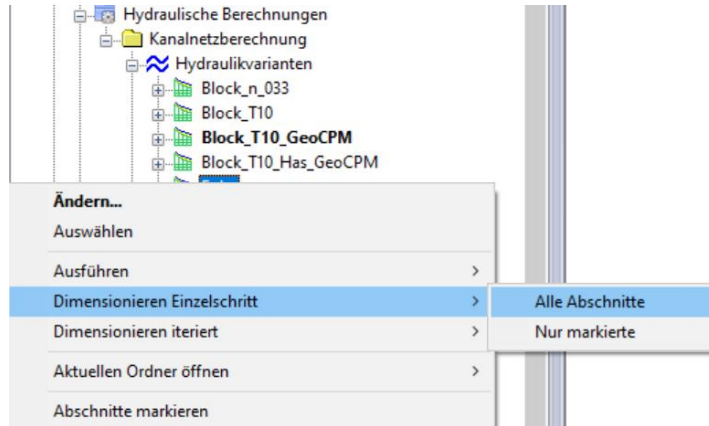 Hydraulische Berechnungen
Kanalnetzberechnung
Hydraulikvarianten
Block_n_033
Block_T10
Block_T10_GeoCPM
Block_T10_Has_GeoCPM
Ändern...
Auswählen
Ausführen
Dimensionieren Einzelschritt
Alle Abschnitte
Dimensionieren iteriert
Nur markierte
Aktuellen Ordner öffnen
Abschnitte markieren